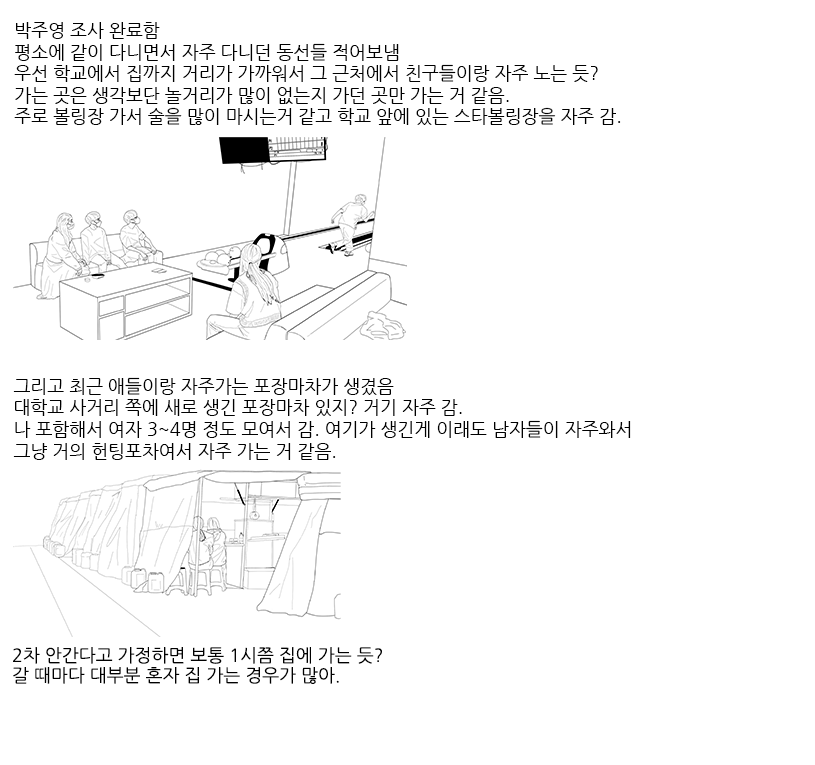 박주영 조사 완료함
평소에 같이 다니면서 자주 다니던 동선들 적어보냄
우선 학교에서 집까지 거리가 가까워서 그 근처에서 친구들이랑 자주 노는 듯?
가는 곳은 생각보단 놀거리가 많이 없는지 가던 곳만 가는 거 같음.
주로 볼링장 가서 술을 많이 마시는거 같고 학교 앞에 있는 스타볼링장을 자주 감.
그리고 최근 애들이랑 자주가는 포장마차가 생겼음
대학교 사거리 쪽에 새로 생긴 포장마차 있지? 거기 자주 감.
나 포함해서 여자 3~4명 정도 모여서 감. 여기가 생긴게 이래도 남자들이 자주와서
그냥 거의 헌팅포차여서 자주 가는 거 같음.
2차 안간다고 가정하면 보통 1시쯤 집에 가는 듯?
갈 때마다 대부분 혼자 집 가는 경우가 많아.